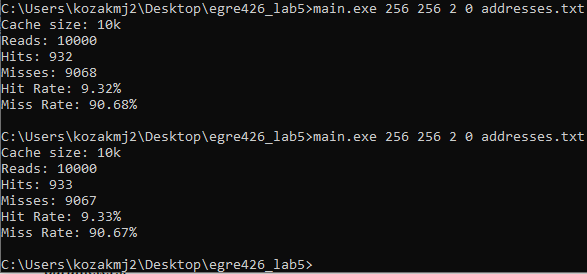 C:\Users\kozakmj2\Desktop\egre426_lab5>main.exe 256 256 2 0 addresses.txt
Cache size: 10k
Reads: 10000
Hits: 932
Misses: 9068
Hit Rate: 9.32%
Miss Rate: 90.68%
C:\Users\kozakmj2\Desktop\egre426_lab5>main.exe 256 256 2 0 addresses.txt
Cache size: 10k
Reads: 10000
Hits: 933
Misses: 9067
Hit Rate: 9.33%
Miss Rate: 90.67%
C:\Users\kozakmj2\Desktop\egre426_lab5>